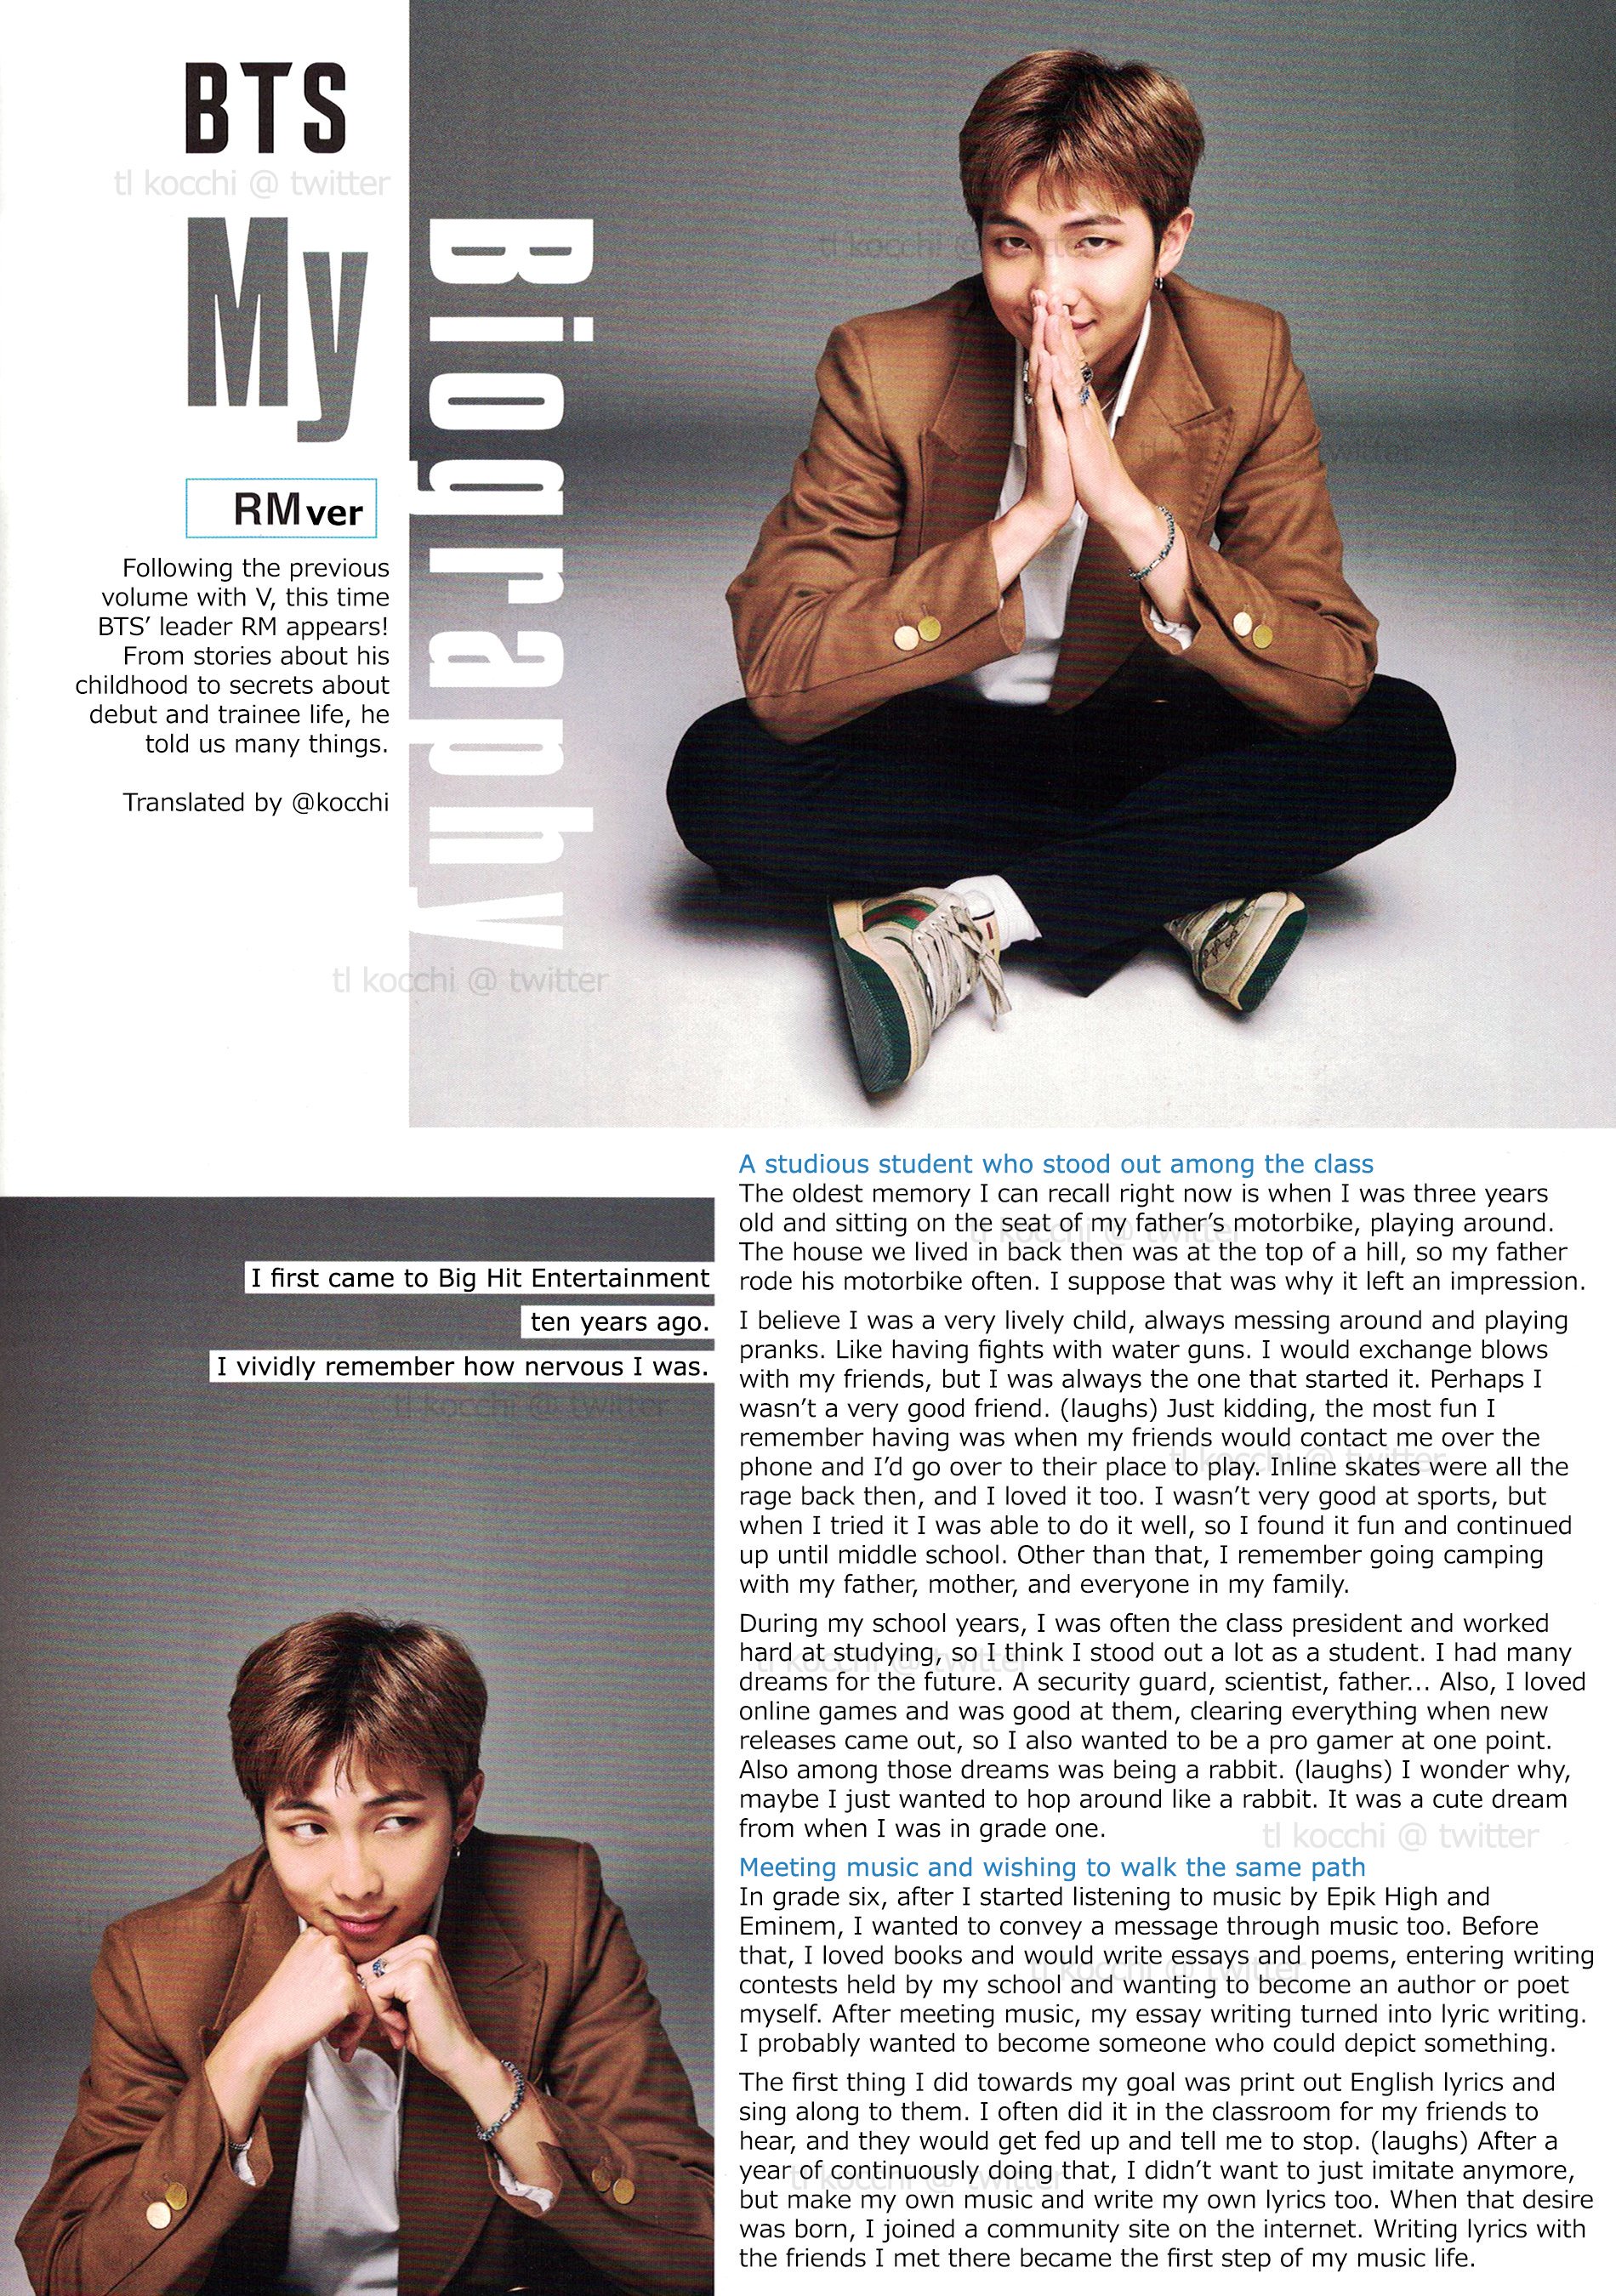 BTS
tl kocchi @ twitter
My
Biography
tl kocchi @ twitter
tl kocchi @ twitter
RM ver
Following the previous
volume with V, this time
BTS’ leader RM appears!
From stories about his
childhood to secrets about
debut and trainee life, he
told us many things.
Translated by @kocchi
tl kocchi @ twitter
I first came to Big Hit Entertainment
ten years ago.
I vividly remember how nervous I was.
tl kocchi @ twitter
A studious student who stood out among the class
The oldest memory I can recall right now is when I was three years
old and sitting on the seat of my father’s motorbike, playing around.
tl kocchi @ twitter
The house we lived in back then was at the top of a hill, so my father
rode his motorbike often. I suppose that was why it left an impression.
I believe I was a very lively child, always messing around and playing
pranks. Like having fights with water guns. I would exchange blows
with my friends, but I was always the one that started it. Perhaps I
wasn’t a very good friend. (laughs) Just kidding, the most fun I
remember having was when my friends would contact me over the
tl kocchi @ twitter
phone and I’d go over to their place to play. Inline skates were all the
rage back then, and I loved it too. I wasn’t very good at sports, but
when I tried it I was able to do it well, so I found it fun and continued
up until middle school. Other than that, I remember going camping
with my father, mother, and everyone in my family.
During my school years, I was often the class president and worked
hard at studying, so I think I stood out a lot as a student. I had many
tl kocchi @ twitter
dreams for the future. A security guard, scientist, father... Also, I loved
online games and was good at them, clearing everything when new
releases came out, so I also wanted to be a pro gamer at one point.
Also among those dreams was being a rabbit. (laughs) I wonder why,
maybe I just wanted to hop around like a rabbit. It was a cute dream
from when I was in grade one.
tl kocchi @ twitter
Meeting music and wishing to walk the same path
In grade six, after I started listening to music by Epik High and
Eminem, I wanted to convey a message through music too. Before
that, I loved books and would write essays and poems, entering writing
tl kocchi @ twitter
contests held by my school and wanting to become an author or poet
myself. After meeting music, my essay writing turned into lyric writing.
I probably wanted to become someone who could depict something.
The first thing I did towards my goal was print out English lyrics and
sing along to them. I often did it in the classroom for my friends to
hear, and they would get fed up and tell me to stop. (laughs) After a
year of continuously doing that, I didn’t want to just imitate anymore,
tl kocchi @ twitter
but make my own music and write my own lyrics too. When that desire
was born, I joined a community site on the internet. Writing lyrics with
the friends I met there became the first step of my music life.